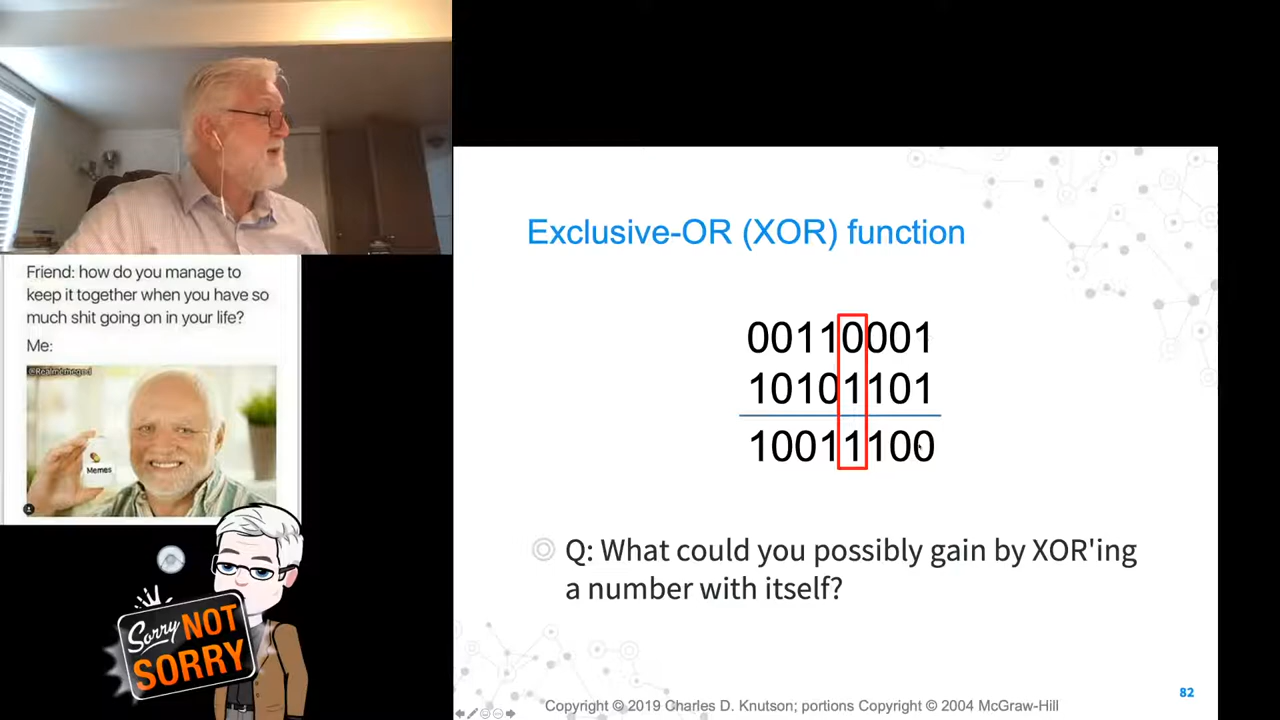 Friend: how do you manage to
keep it together when you have so
much shit going on in your life?
Me:
@Realmemegod
Memes
Sorry NOT
SORRY
Exclusive-OR (XOR) function
00110001
10101101
10011100
Q: What could you possibly gain by XOR'ing
a number with itself?
82
Copyright © 2019 Charles D. Knutson; portions Copyright © 2004 McGraw-Hill